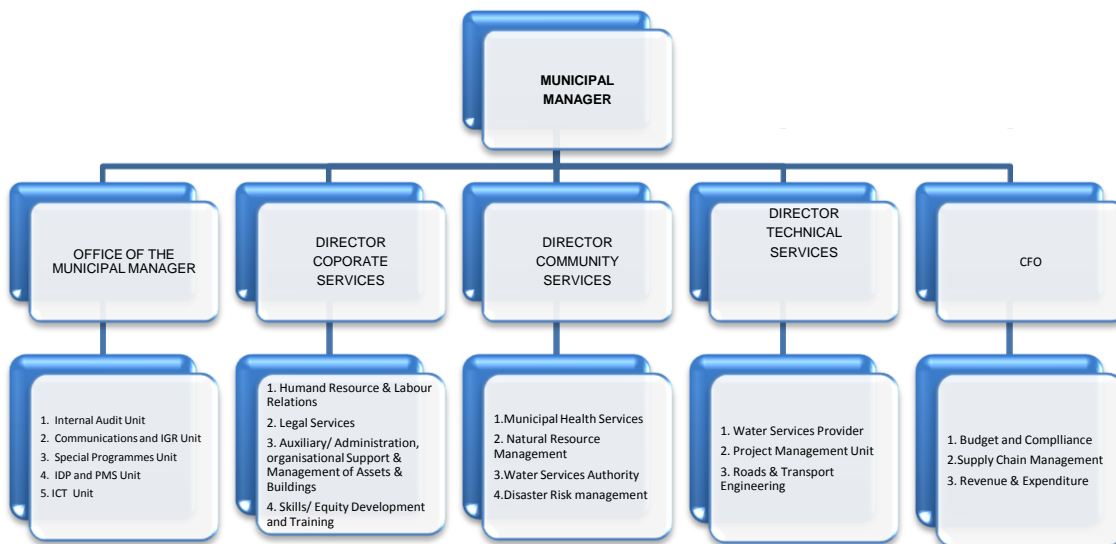 MUNICIPAL
MANAGER
OFFICE OF THE
MUNICIPAL MANAGER
DIRECTOR
COPORATE
SERVICES
DIRECTOR
COMMUNITY
SERVICES
DIRECTOR
TECHNICAL
SERVICES
CFO
1. Internal Audit Unit
2. Communications and IGR Unit
3. Special Programmes Unit
4. IDP and PMS Unit
5. ICT Unit
1. Humand Resource & Labour
Relations
2. Legal Services
3. Auxiliary/ Administration,
organisational Support &
Management of Assets &
Buildings
4. Skills/ Equity Development
and Training
1.Municipal Health Services
2. Natural Resource
Management
3.Water Services Authority
4.Disaster Risk management
1. Water Services Provider
2. Project Management Unit
3. Roads & Transport
Engineering
1. Budget and Complliance
2.Supply Chain Management
3. Revenue & Expenditure